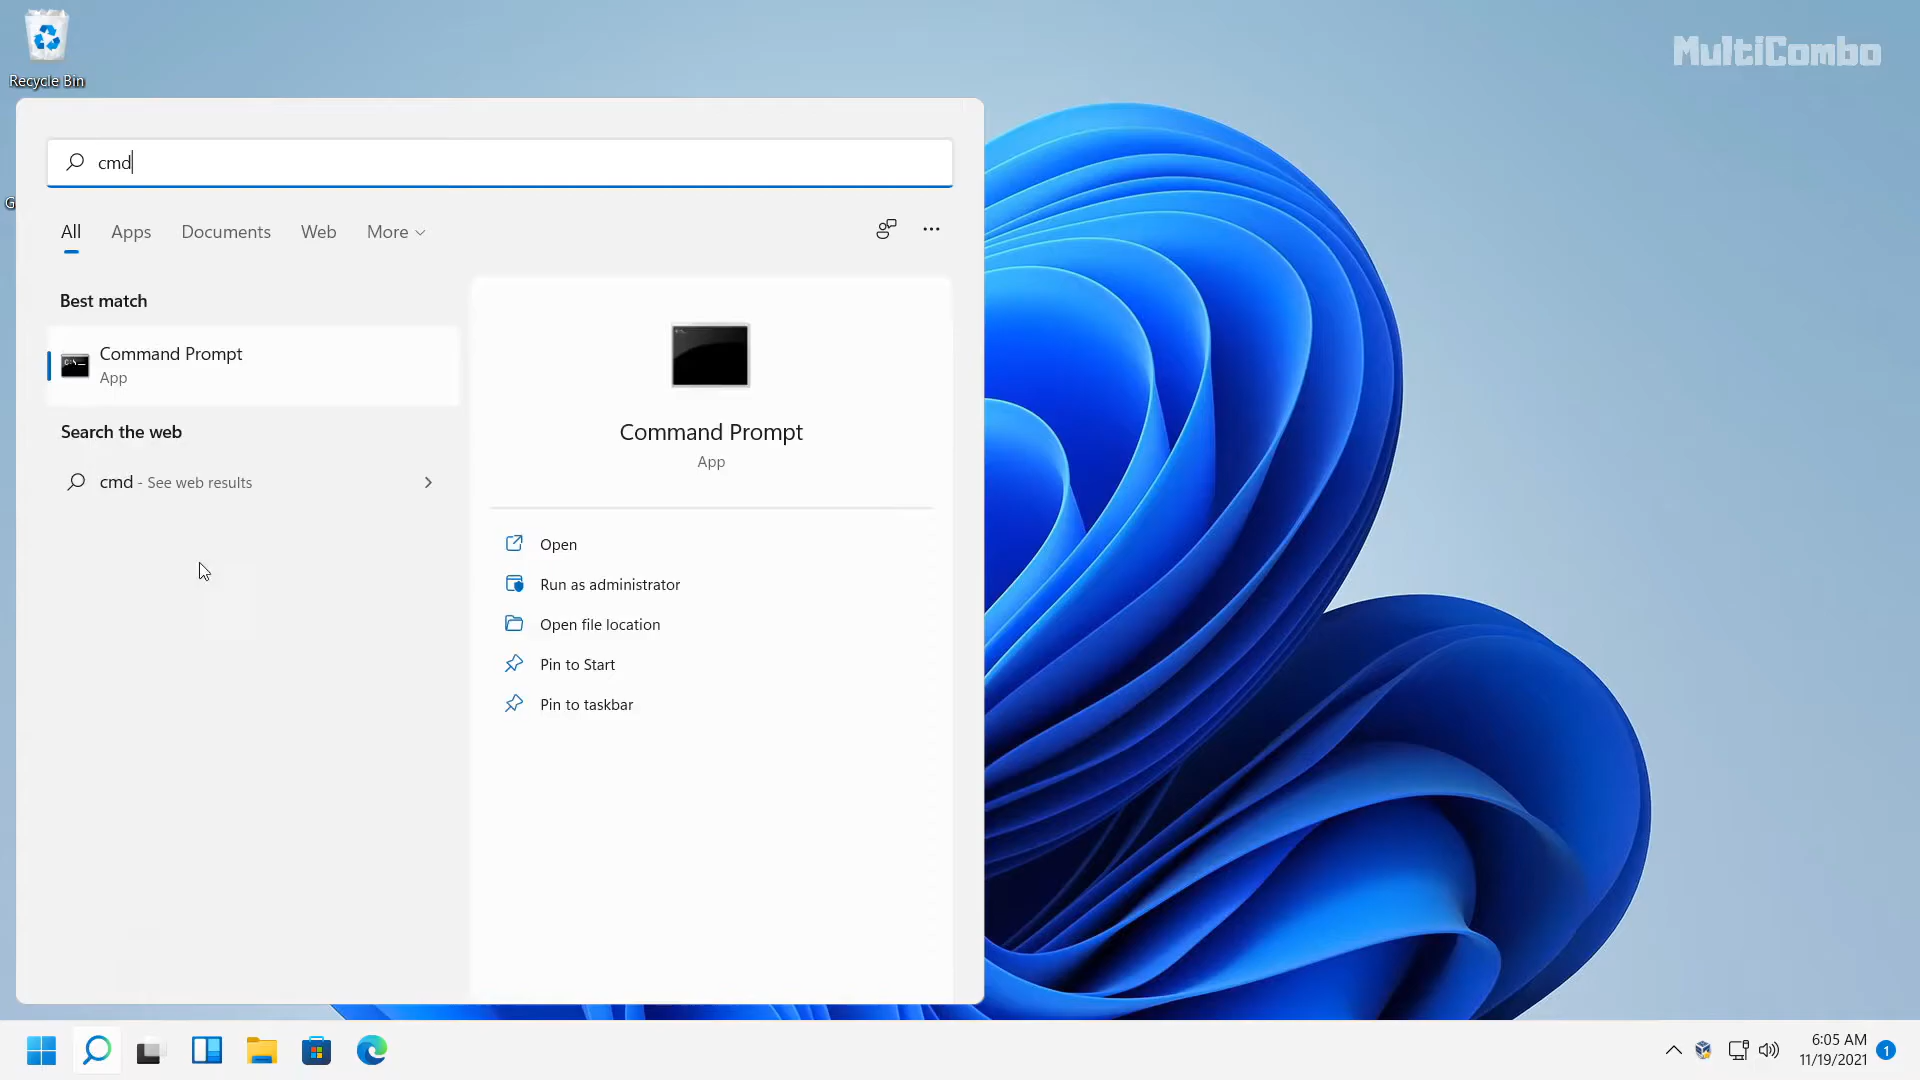 Recycle Bin
MultiCombo
G
cmd
All Apps Documents Web More
Best match
Command Prompt
App
Search the web
cmd - See web results
Command Prompt
App
Open
Run as administrator
Open file location
Pin to Start
Pin to taskbar
6:05 AM
11/19/2021
1